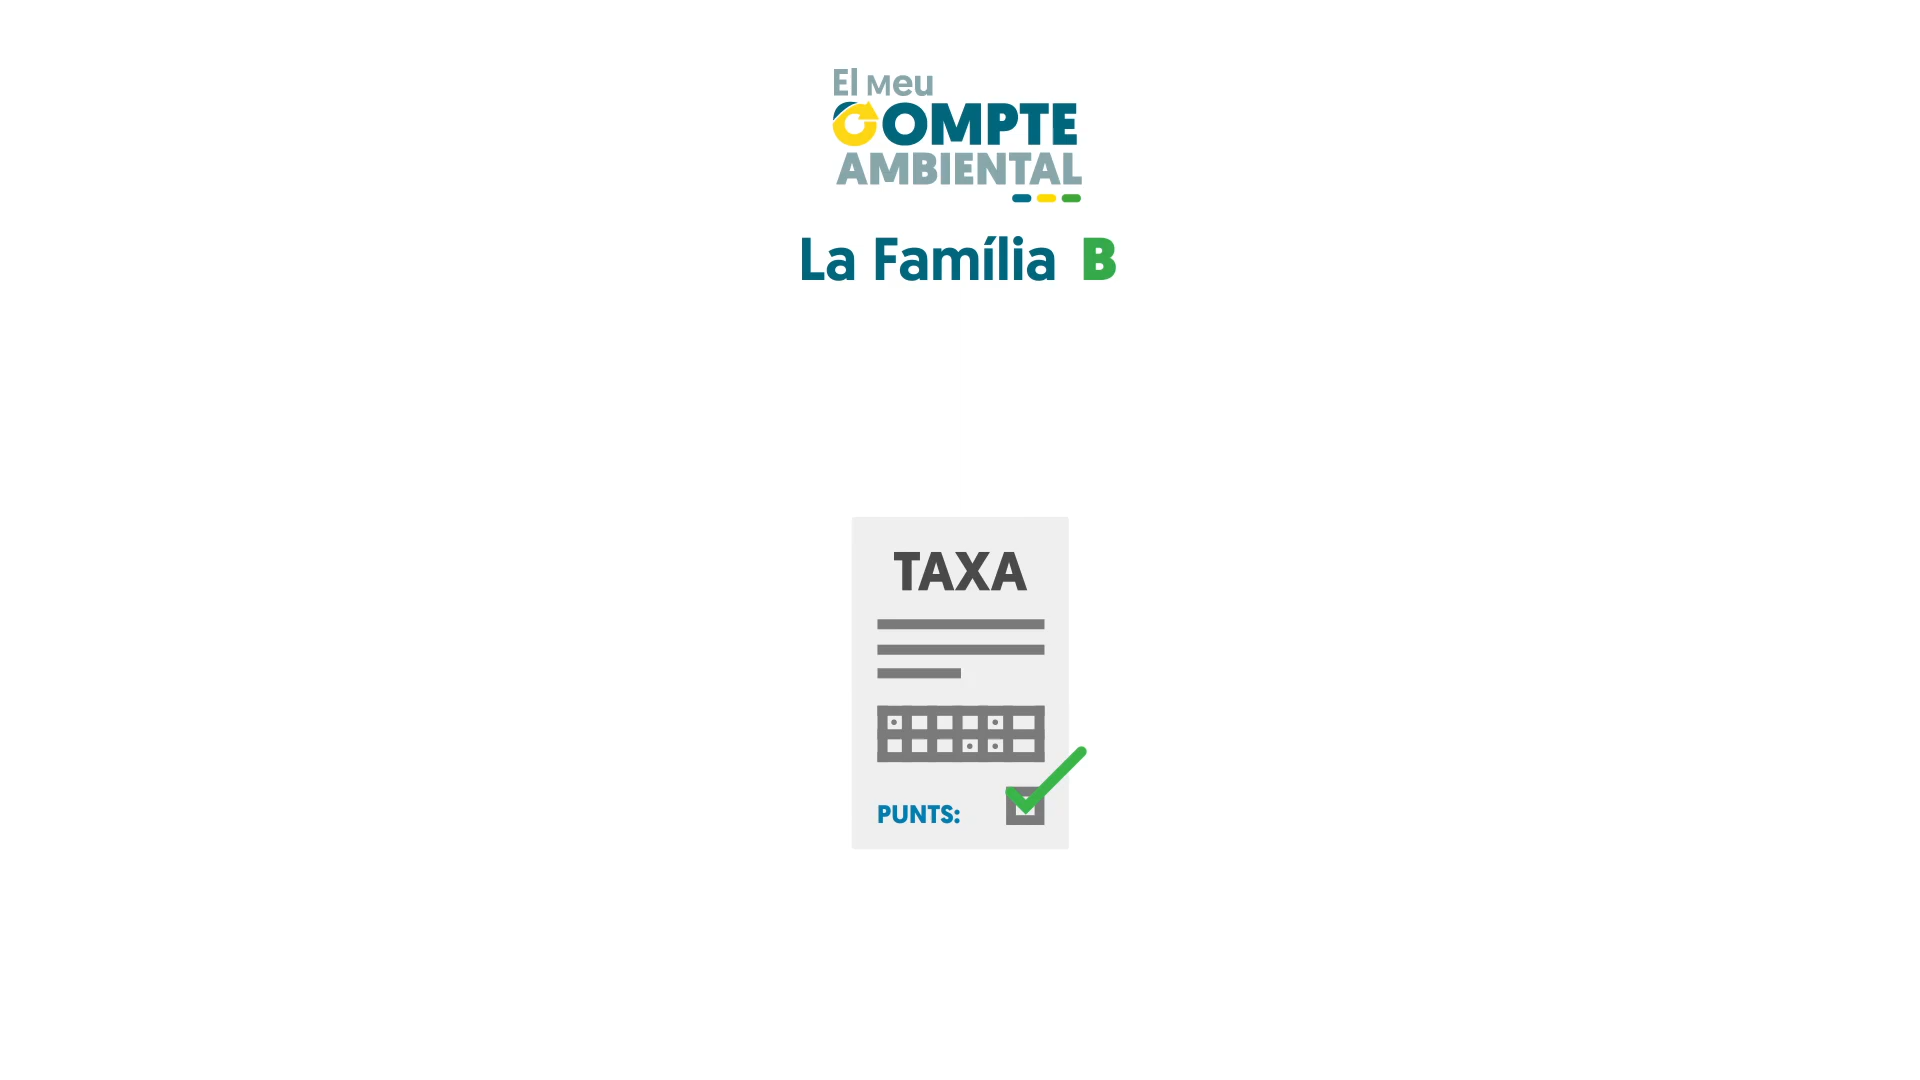 El Meu
COMPTE
AMBIENTAL
La Família B
TAXA
PUNTS: